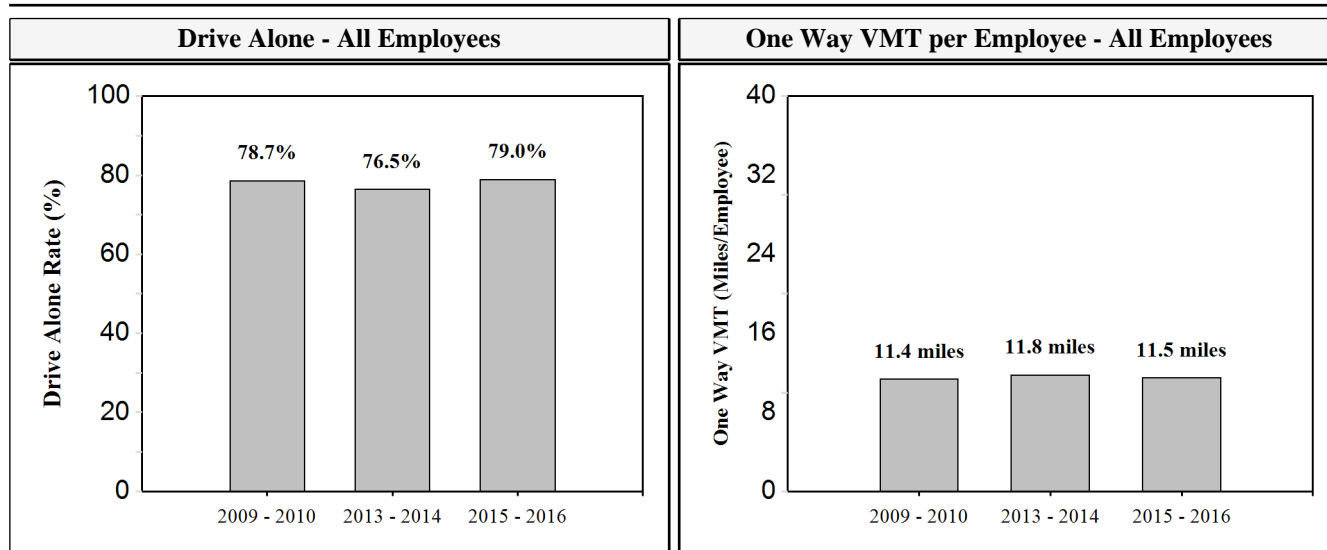 Drive Alone - All Employees
One Way VMT per Employee - All Employees
Drive Alone Rate (%)
100
80
60
40
20
0
78.7%
76.5%
79.0%
2009 - 2010
2013 - 2014
2015 - 2016
One Way VMT (Miles/Employee)
40
32
24
16
8
0
11.4 miles
11.8 miles
11.5 miles
2009 - 2010
2013 - 2014
2015 - 2016